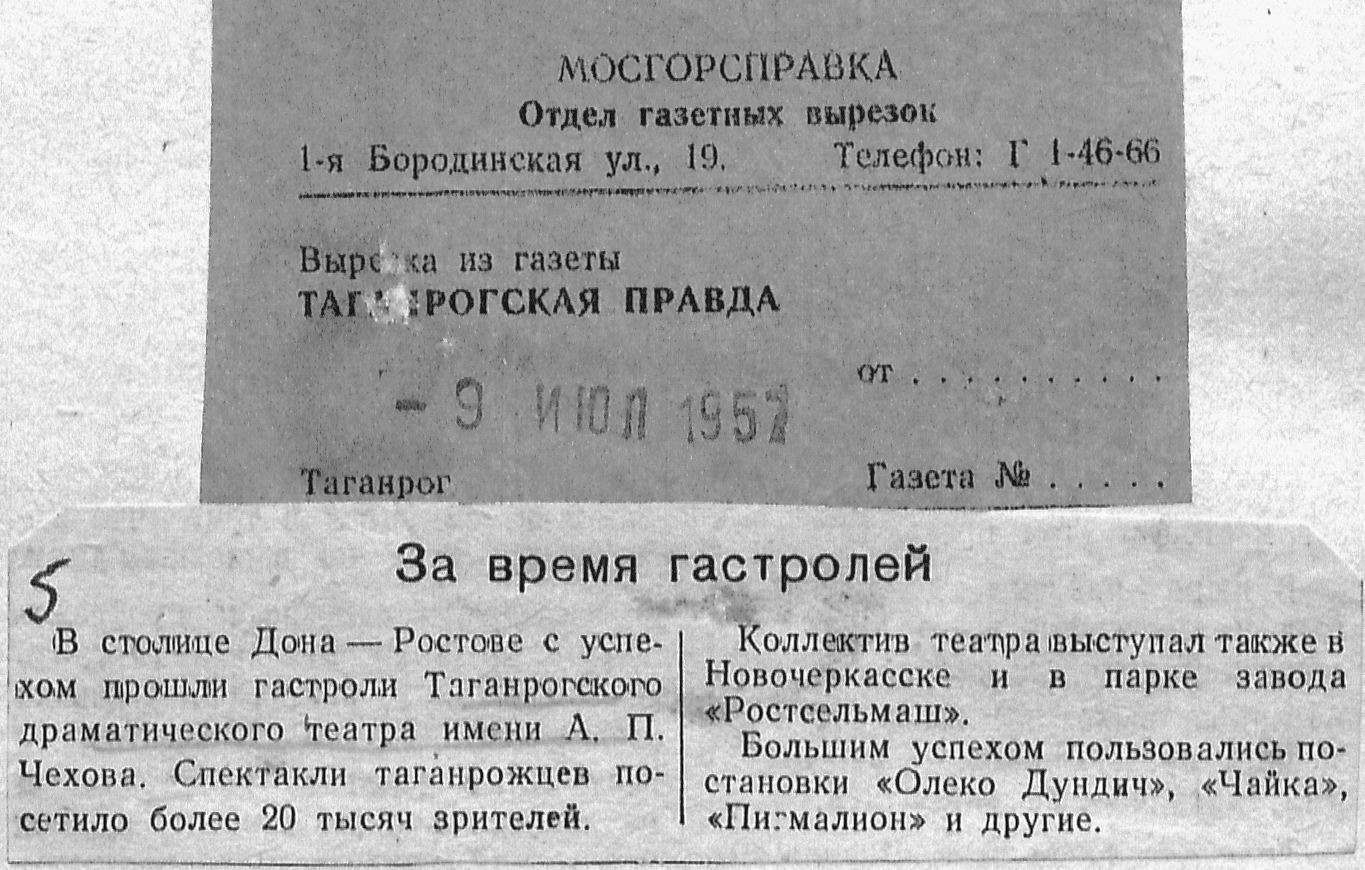 МОСГОРСПРАВКА
Отдел газетных вырезок
1-я Бородинская ул., 19. Телефон: Г 1-46-66
Вырезка из газеты
ТАГАНРОГСКАЯ ПРАВДА
от . . . . . . . . . .
- 9 ИЮЛ 1957
Таганрог Газета № . . . . .
За время гастролей
5
В столице Дона — Ростове с успе-
хом прошли гастроли Таганрогского
драматического театра имени А. П.
Чехова. Спектакли таганрожцев по-
сетило более 20 тысяч зрителей.
Коллектив театра выступал также в
Новочеркасске и в парке завода
«Ростсельмаш».
Большим успехом пользовались по-
становки «Олеко Дундич», «Чайка»,
«Пигмалион» и другие.